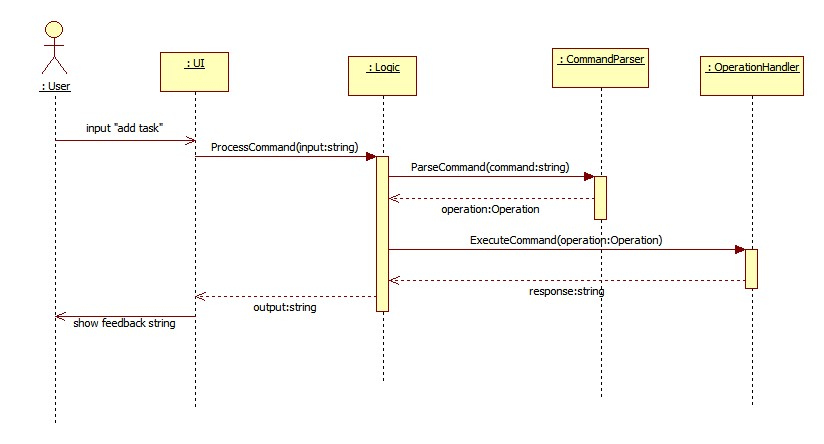 : User
: UI
: Logic
: CommandParser
: OperationHandler
input "add task"
ProcessCommand(input:string)
ParseCommand(command:string)
operation:Operation
ExecuteCommand(operation:Operation)
response:string
output:string
show feedback string